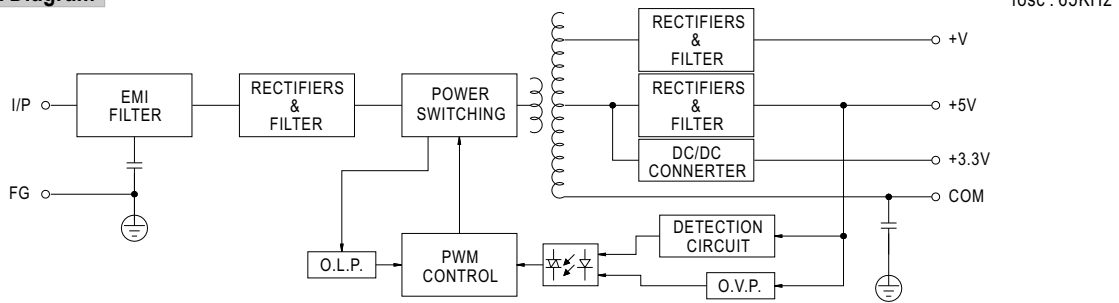 Diagram
fosc : 65KHz
RECTIFIERS
&
FILTER
+V
I/P
EMI
FILTER
RECTIFIERS
&
FILTER
POWER
SWITCHING
RECTIFIERS
&
FILTER
+5V
DC/DC
CONNERTER
+3.3V
FG
COM
DETECTION
CIRCUIT
O.L.P.
PWM
CONTROL
O.V.P.